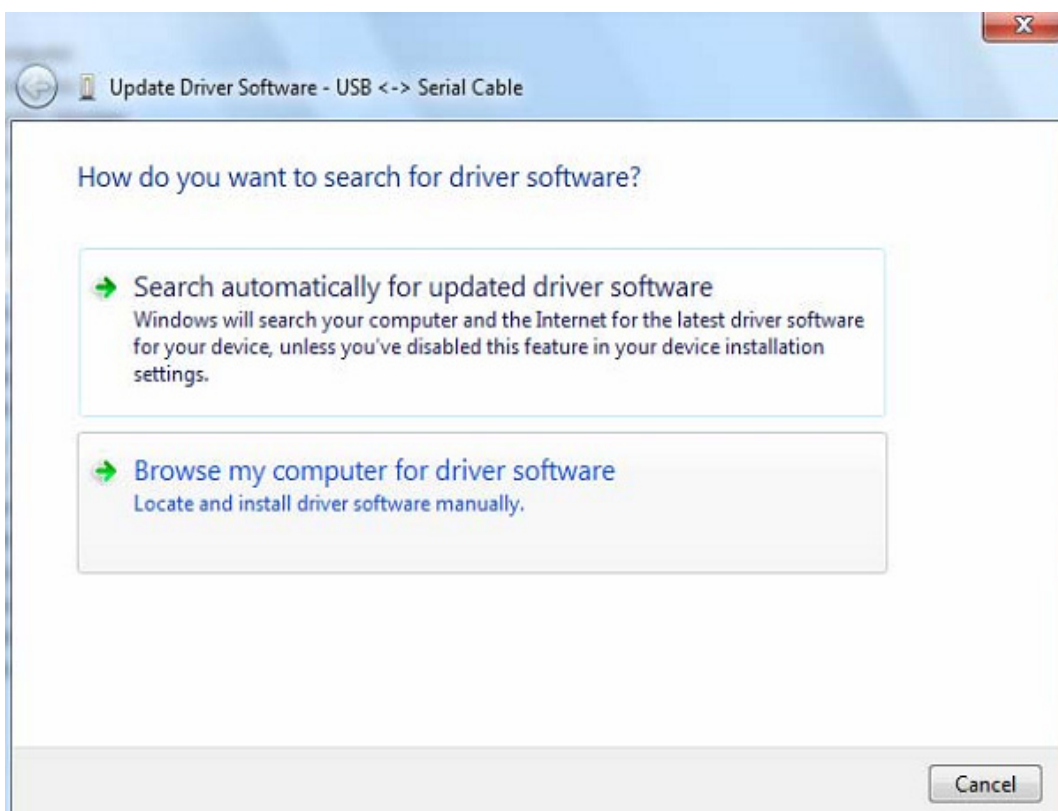 Update Driver Software - USB <-> Serial Cable
How do you want to search for driver software?
Search automatically for updated driver software
Windows will search your computer and the Internet for the latest driver software
for your device, unless you've disabled this feature in your device installation
settings.
Browse my computer for driver software
Locate and install driver software manually.
Cancel